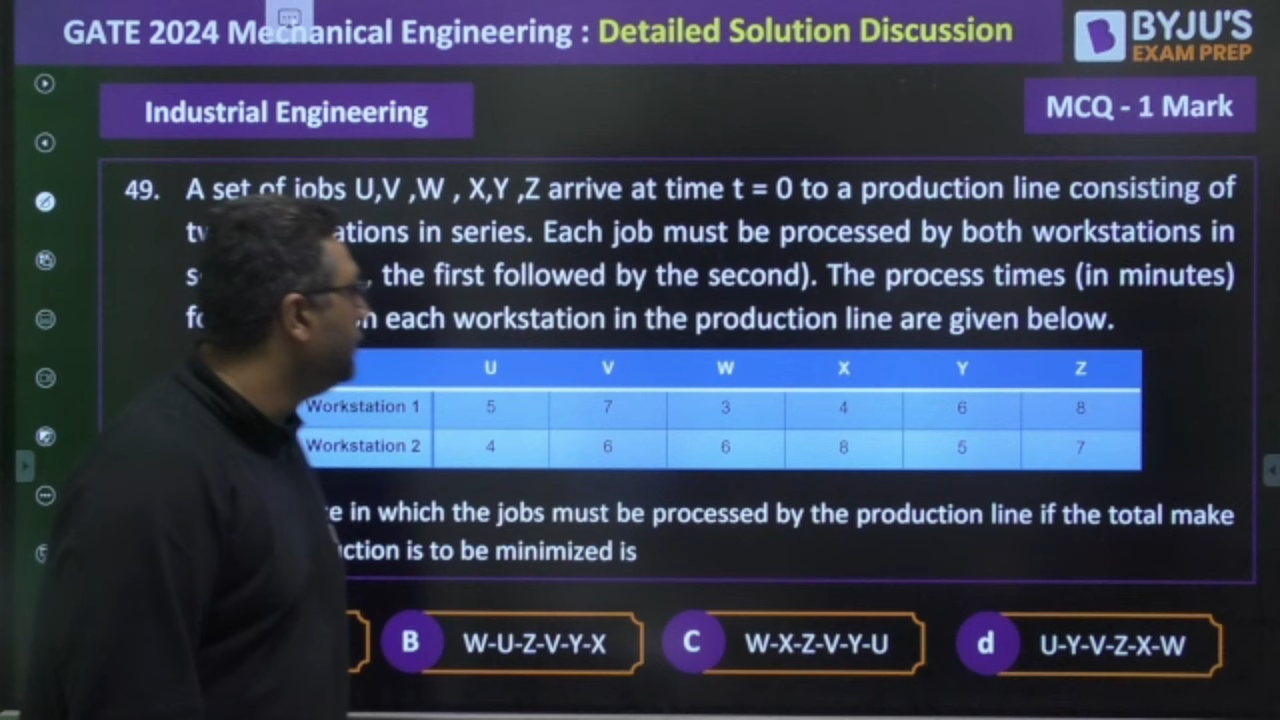 GATE 2024 Mechanical Engineering : Detailed Solution Discussion
BYJU'S
EXAM PREP
Industrial Engineering
MCQ - 1 Mark
49. A set of jobs U,V ,W , X,Y ,Z arrive at time t = 0 to a production line consisting of
in series. Each job must be processed by both workstations in
, the first followed by the second). The process times (in minutes)
each workstation in the production line are given below.
U V W X Y Z
Workstation 1 5 7 3 4 6 8
Workstation 2 4 6 6 8 5 7
in which the jobs must be processed by the production line if the total make
is to be minimized is
B W-U-Z-V-Y-X
C W-X-Z-V-Y-U
d U-Y-V-Z-X-W